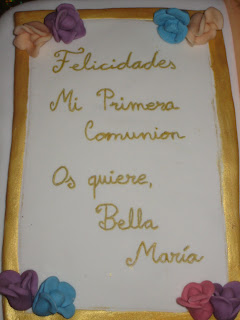 Felicidades
Mi Primera
Comunion
Os quiere,
Bella
María